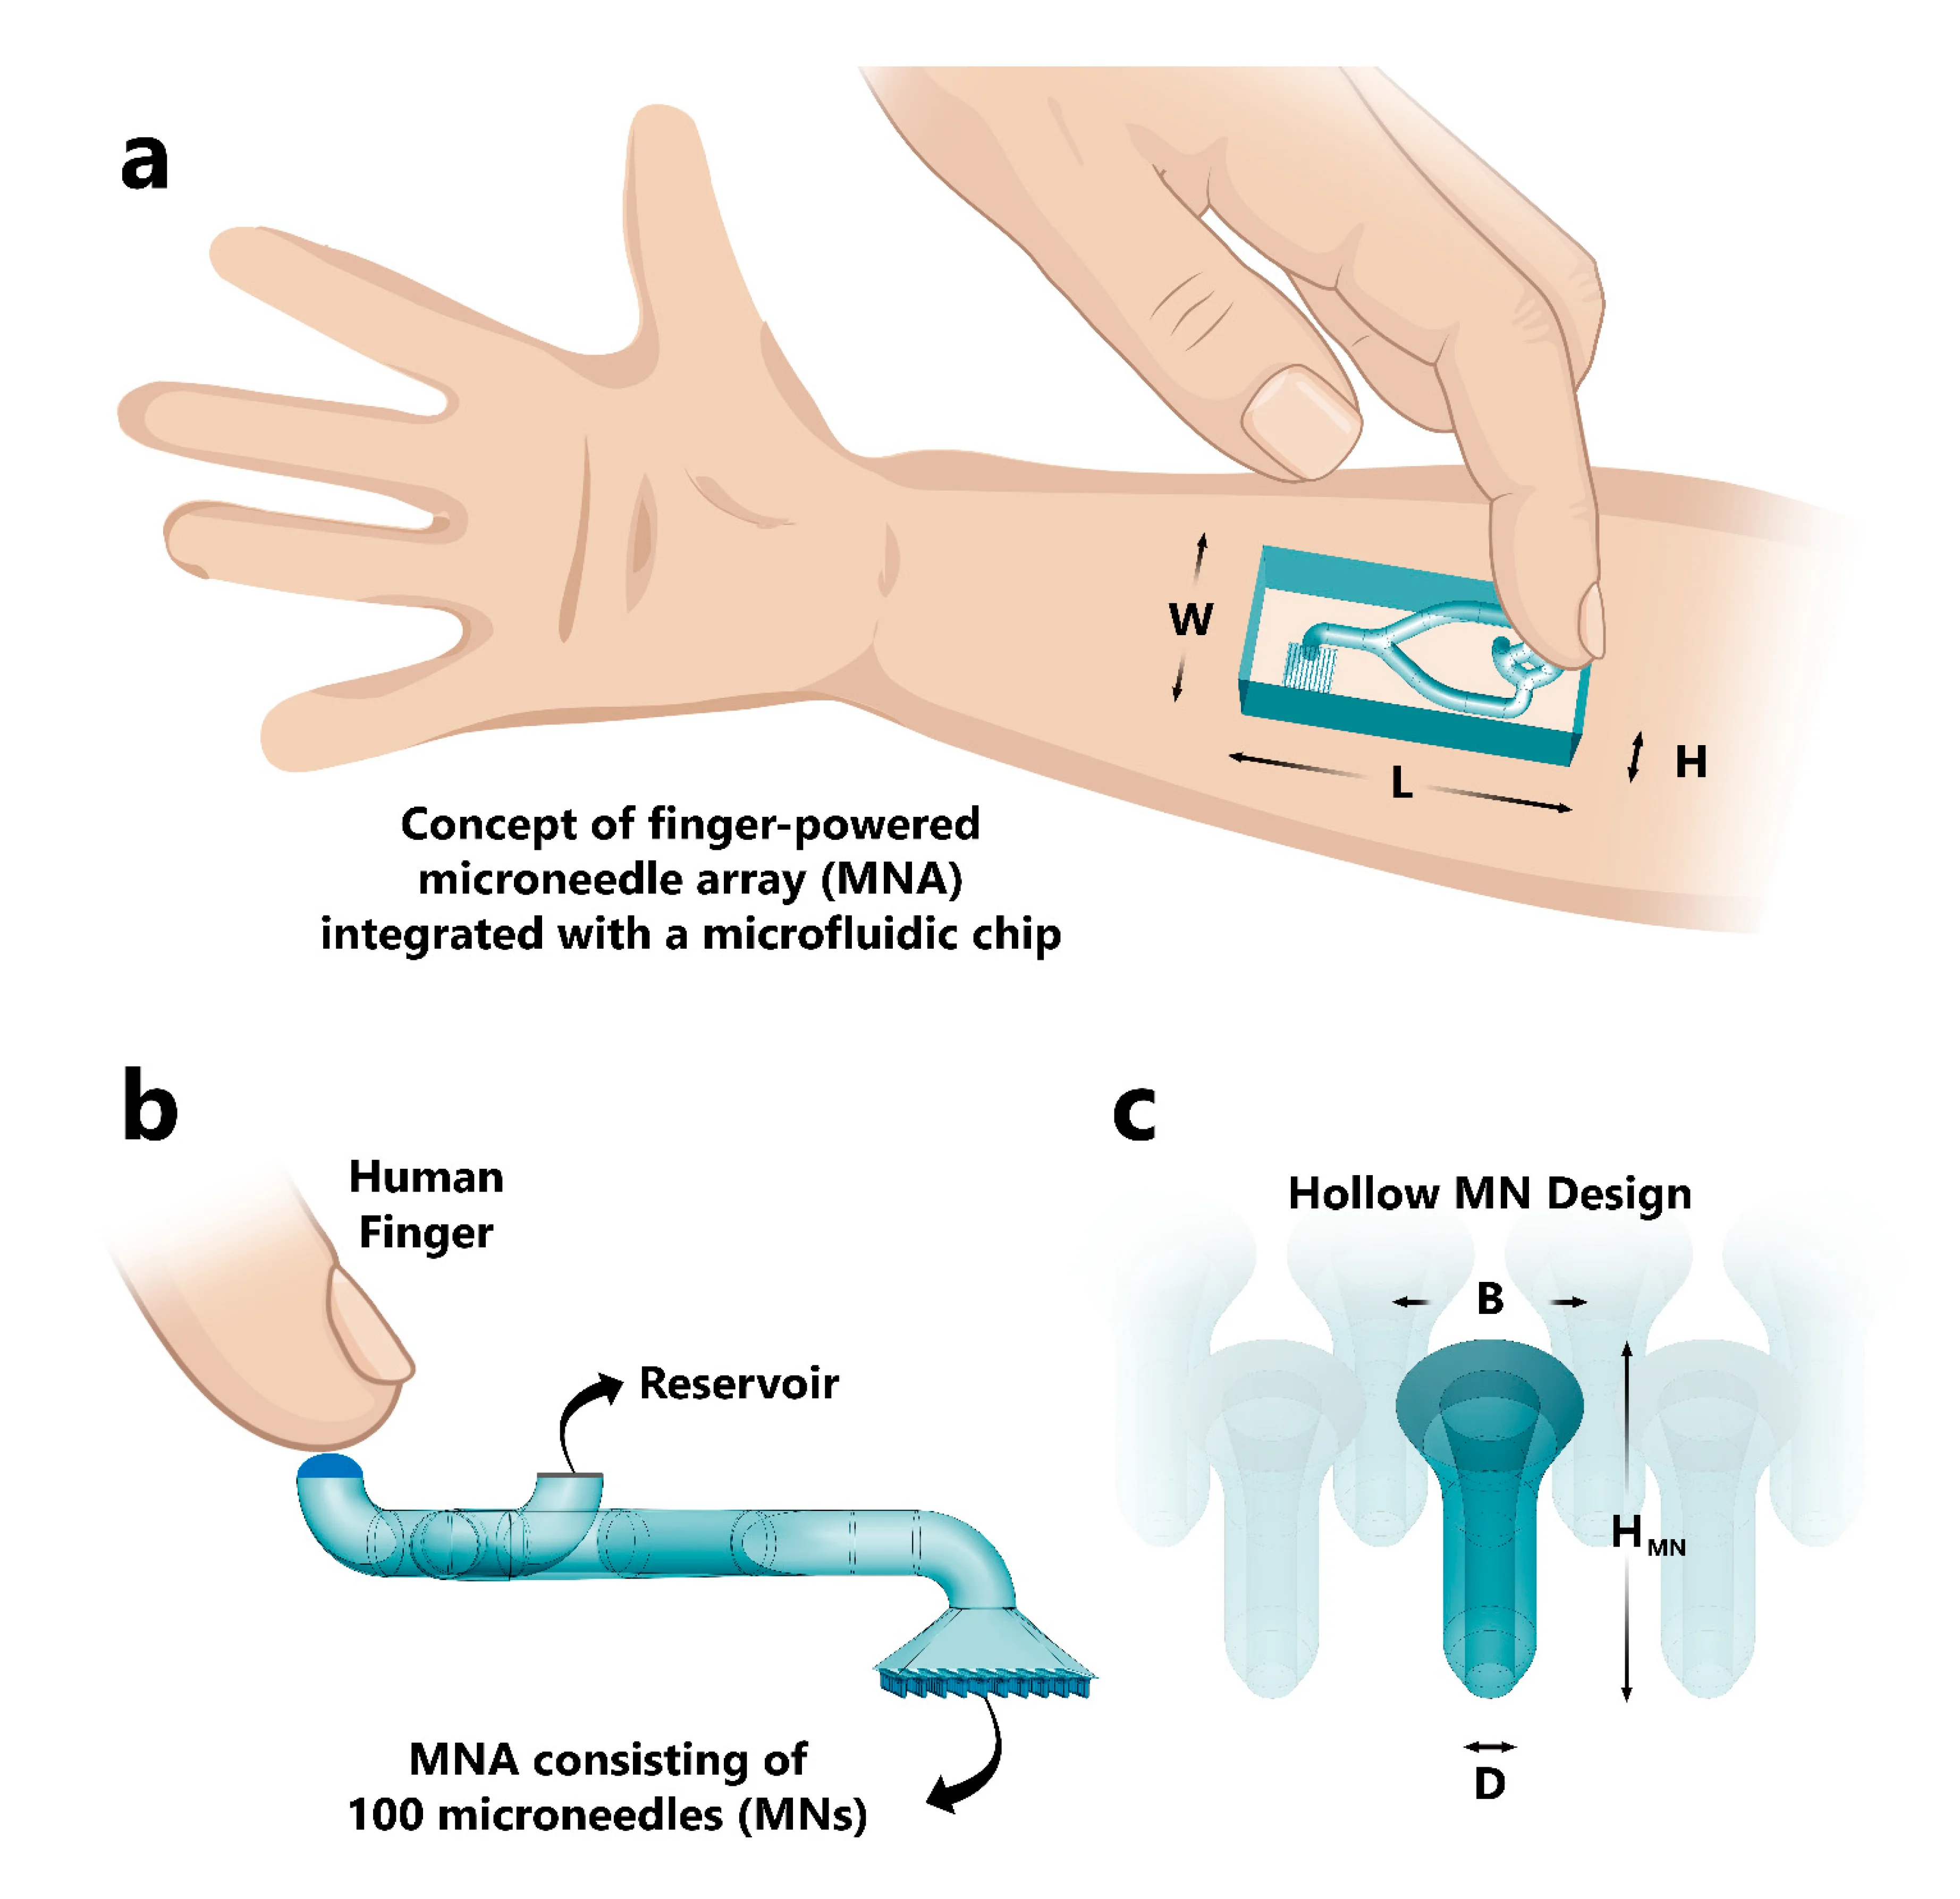 a
W
L
H
Concept of finger-powered
microneedle array (MNA)
integrated with a microfluidic chip
b
Human
Finger
Reservoir
MNA consisting of
100 microneedles (MNs)
c
Hollow MN Design
B
HMN
D